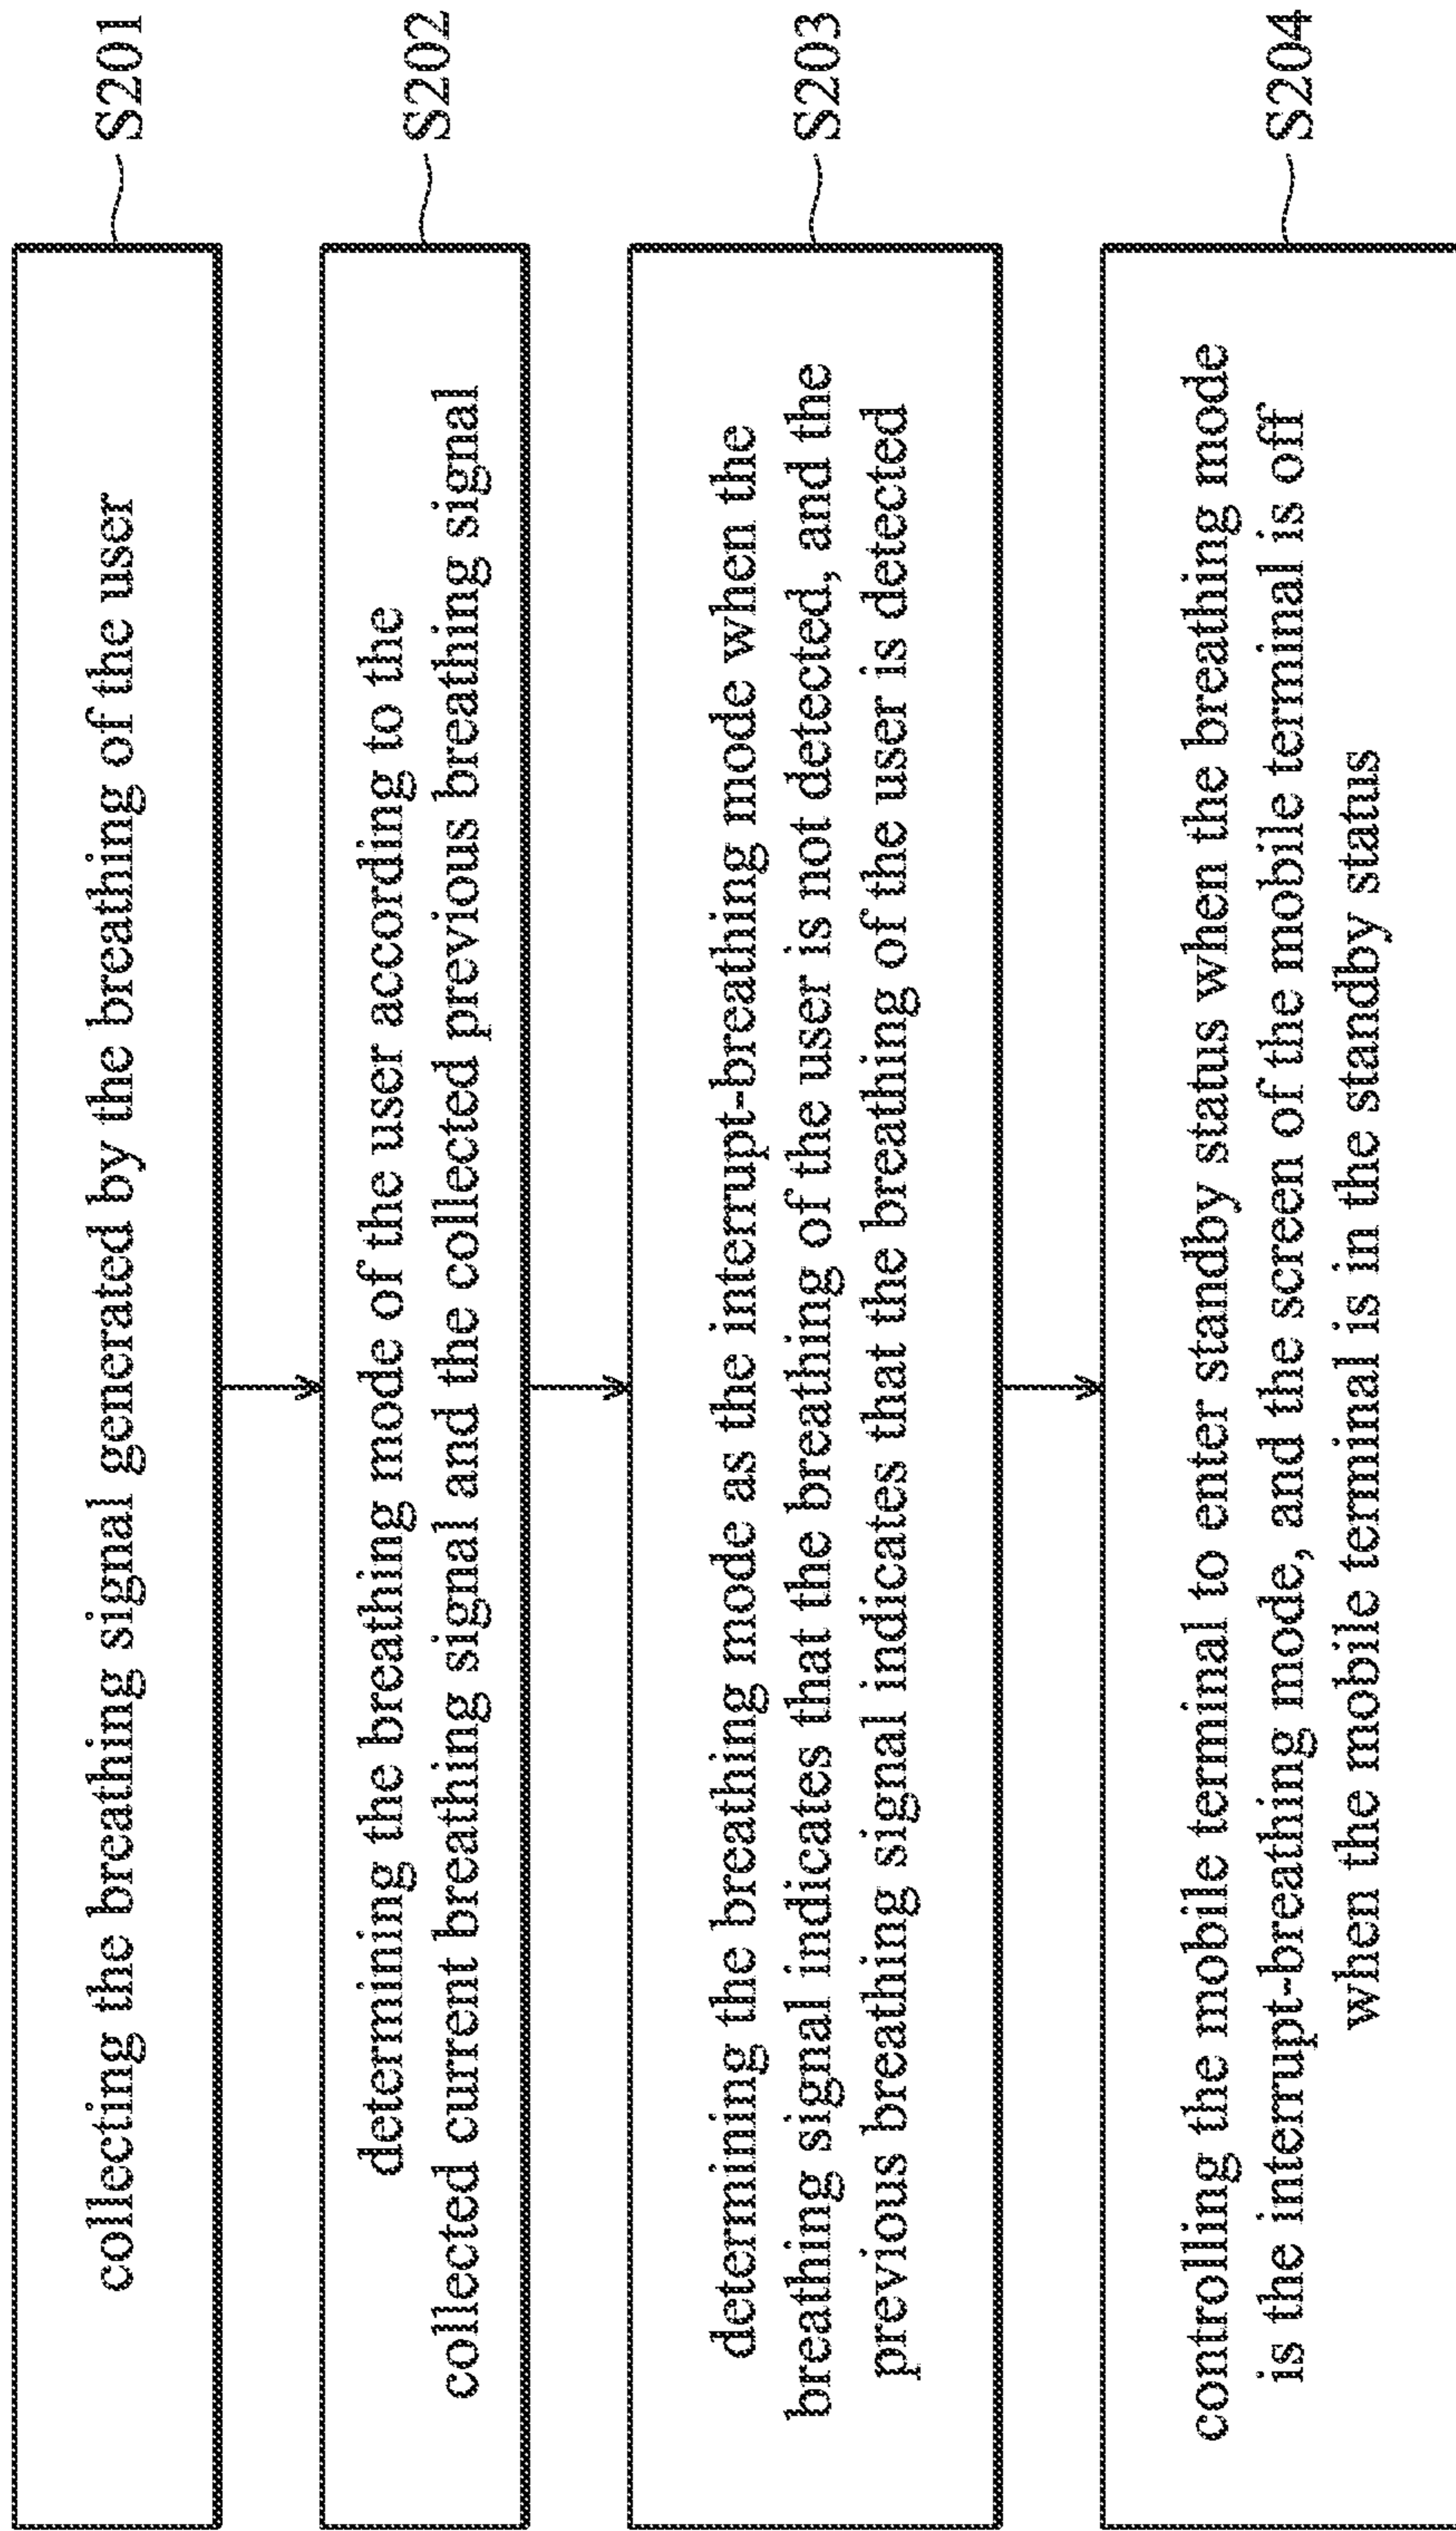 collecting the breathing signal generated by the breathing of the user
S201
determining the breathing mode of the user according to the
collected current breathing signal and the collected previous breathing signal
S202
determining the breathing mode as the interrupt-breathing mode when the
breathing signal indicates that the breathing of the user is not detected, and the
previous breathing signal indicates that the breathing of the user is detected
S203
controlling the mobile terminal to enter standby status when the breathing mode
is the interrupt-breathing mode, and the screen of the mobile terminal is off
when the mobile terminal is in the standby status
S204